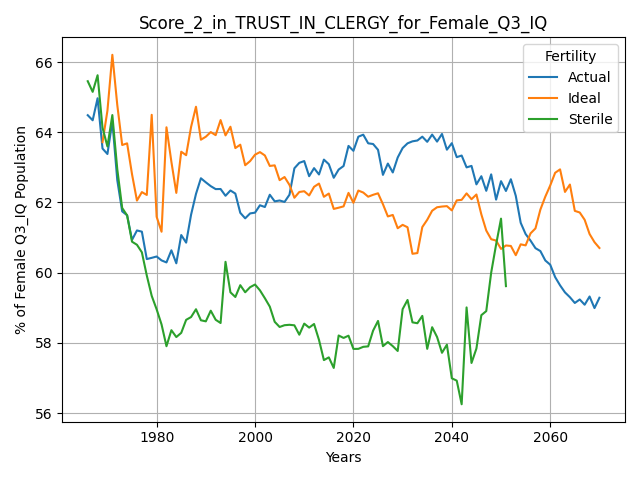 Score_2_in_TRUST_IN_CLERGY_for_Female_Q3_IQ
Fertility
Actual
Ideal
Sterile
% of Female Q3_IQ Population
66
64
62
60
58
56
1980
2000
2020
2040
2060
Years